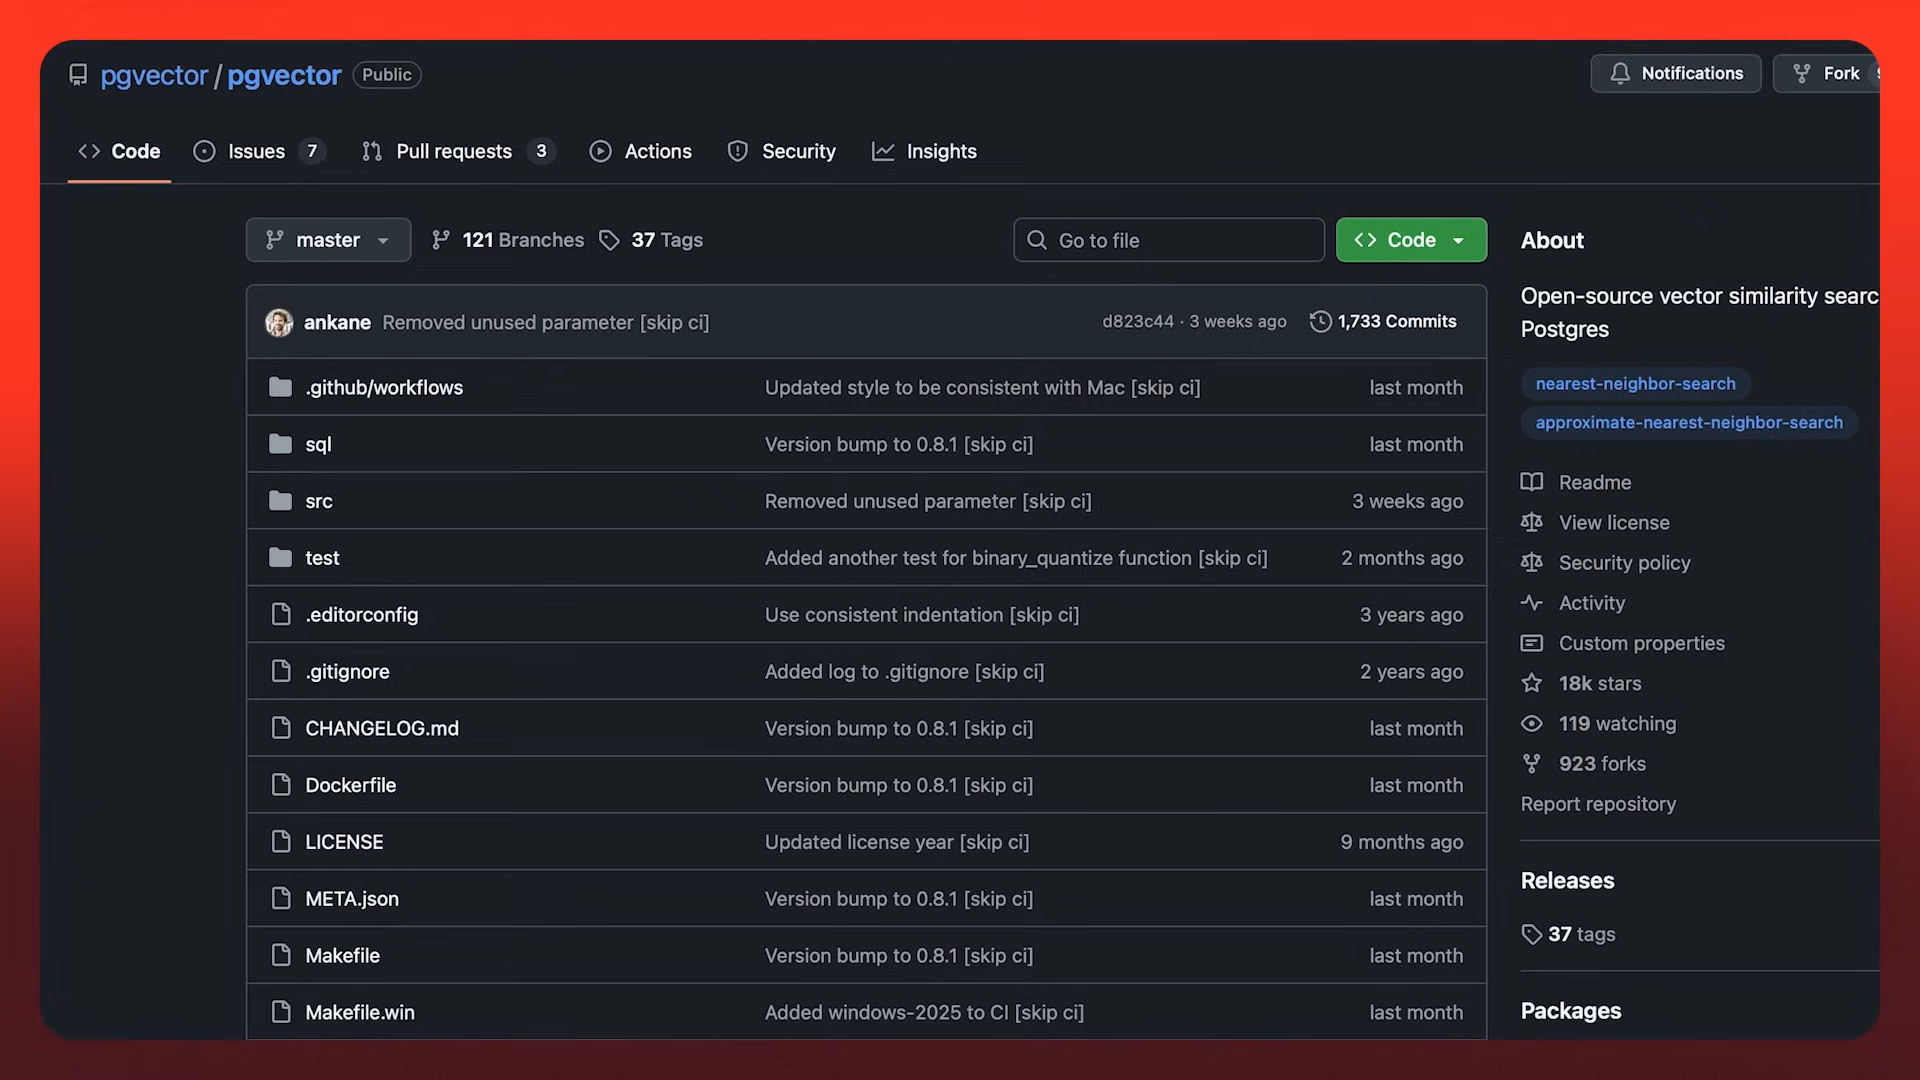 pgvector / pgvector Public
Notifications
Fork
Code
Issues 7
Pull requests 3
Actions
Security
Insights
master
121 Branches
37 Tags
Go to file
Code
ankane Removed unused parameter [skip ci] d823c44 · 3 weeks ago 1,733 Commits
.github/workflows Updated style to be consistent with Mac [skip ci] last month
sql Version bump to 0.8.1 [skip ci] last month
src Removed unused parameter [skip ci] 3 weeks ago
test Added another test for binary_quantize function [skip ci] 2 months ago
.editorconfig Use consistent indentation [skip ci] 3 years ago
.gitignore Added log to .gitignore [skip ci] 2 years ago
CHANGELOG.md Version bump to 0.8.1 [skip ci] last month
Dockerfile Version bump to 0.8.1 [skip ci] last month
LICENSE Updated license year [skip ci] 9 months ago
META.json Version bump to 0.8.1 [skip ci] last month
Makefile Version bump to 0.8.1 [skip ci] last month
Makefile.win Added windows-2025 to CI [skip ci] last month
About
Open-source vector similarity searc
Postgres
nearest-neighbor-search
approximate-nearest-neighbor-search
Readme
View license
Security policy
Activity
Custom properties
18k stars
119 watching
923 forks
Report repository
Releases
37 tags
Packages